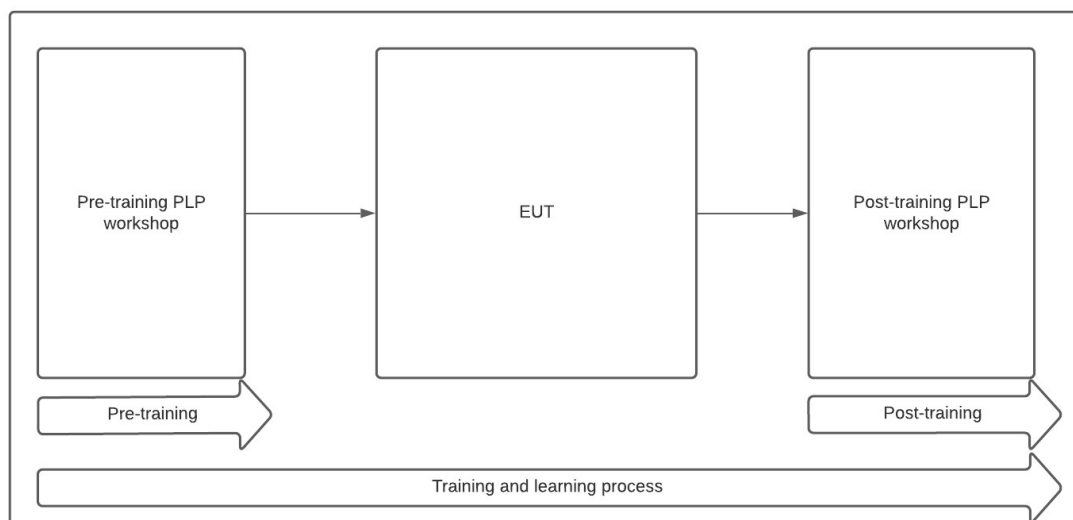 Pre-training PLP
workshop
EUT
Post-training PLP
workshop
Pre-training
Post-training
Training and learning process